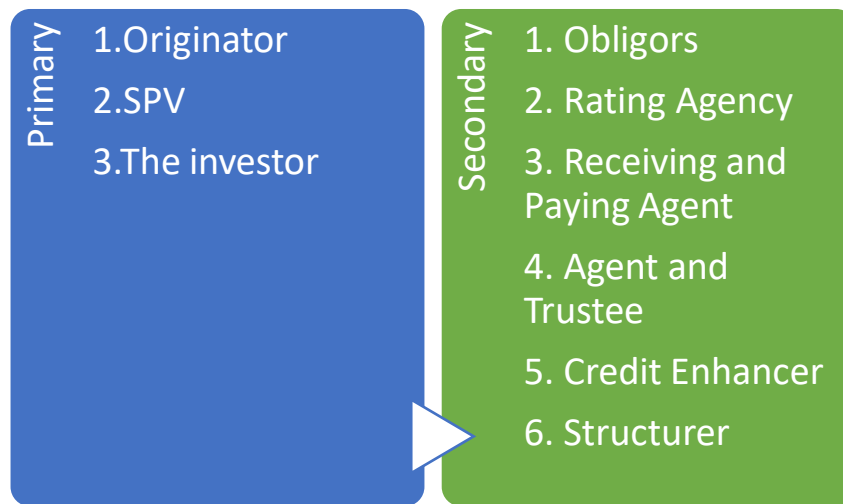 Primary
1.Originator
2.SPV
3.The investor
Secondary
1. Obligors
2. Rating Agency
3. Receiving and
Paying Agent
4. Agent and
Trustee
5. Credit Enhancer
6. Structurer